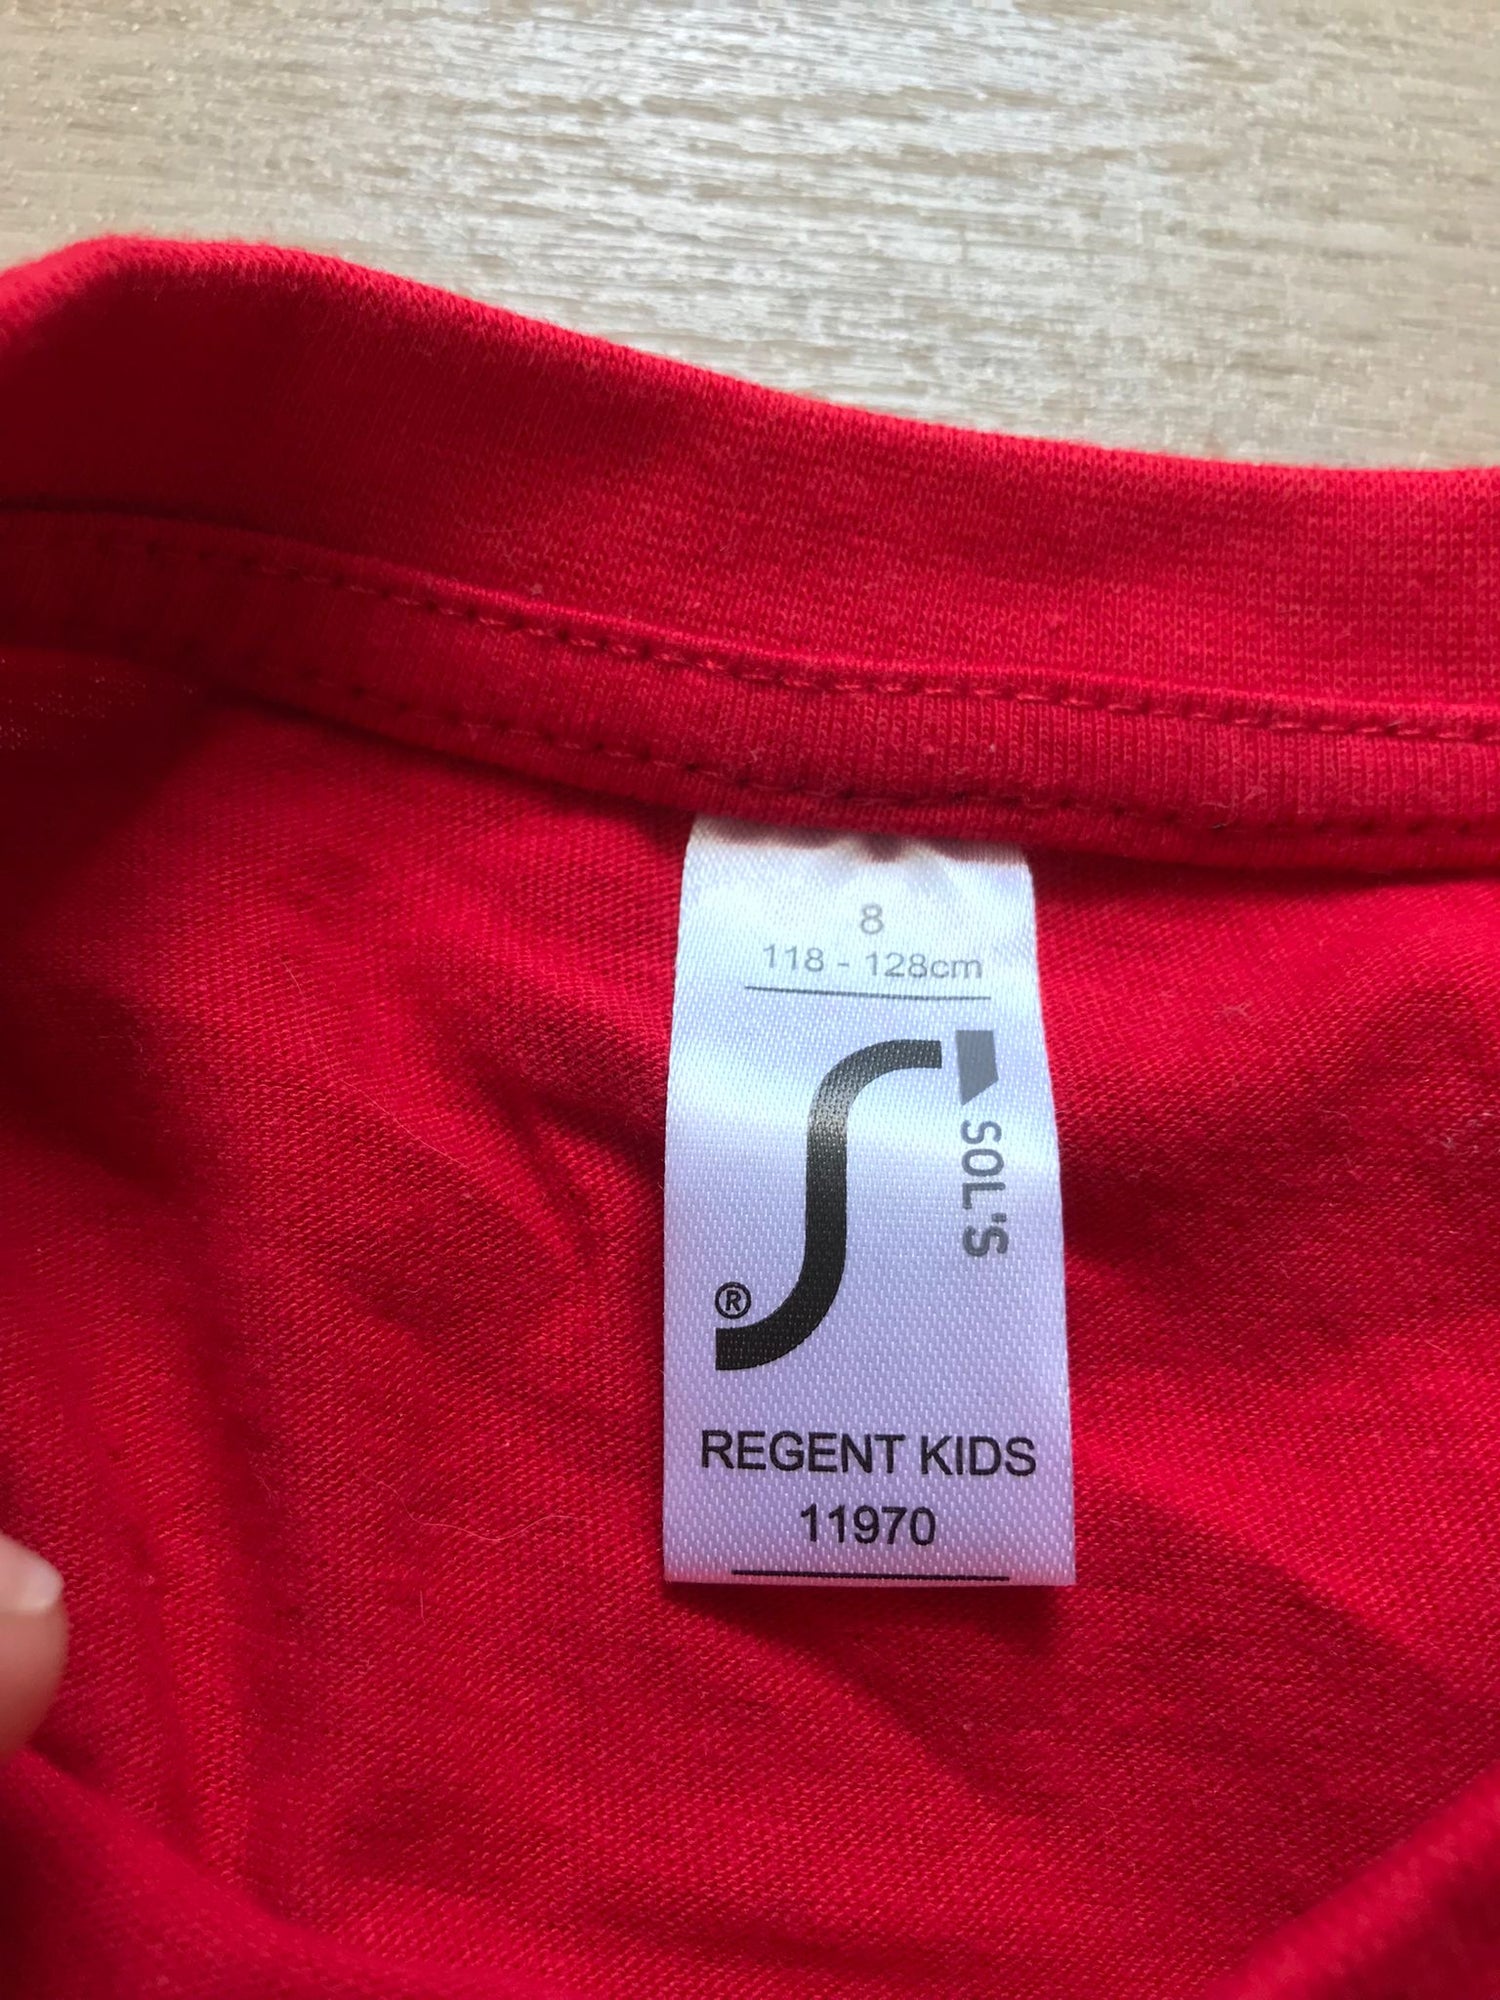 8
118 - 128cm
SOL'S
®
REGENT KIDS
11970